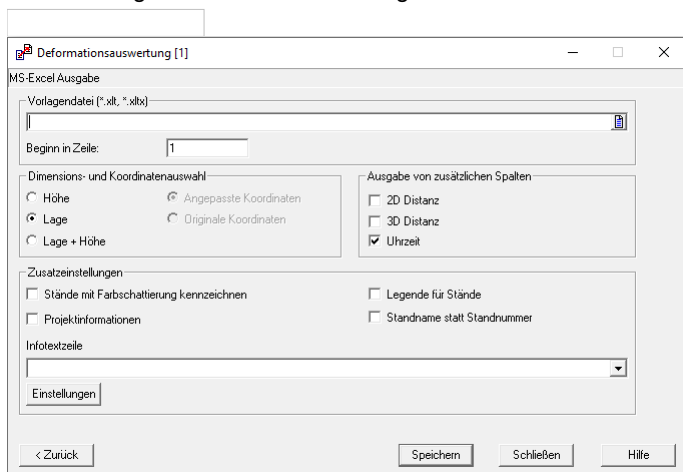 Deformationsauswertung [1]
MS-Excel Ausgabe
Vorlagendatei (*.xlt, *.xltx)
Beginn in Zeile: 1
Dimensions- und Koordinatenauswahl
Höhe
Angepasste Koordinaten
Lage
Originale Koordinaten
Lage + Höhe
Ausgabe von zusätzlichen Spalten
2D Distanz
3D Distanz
Uhrzeit
Zusatzeinstellungen
Stände mit Farbschattierung kennzeichnen
Legende für Stände
Projektinformationen
Standname statt Standnummer
Infotextzeile
Einstellungen
< Zurück
Speichern
Schließen
Hilfe